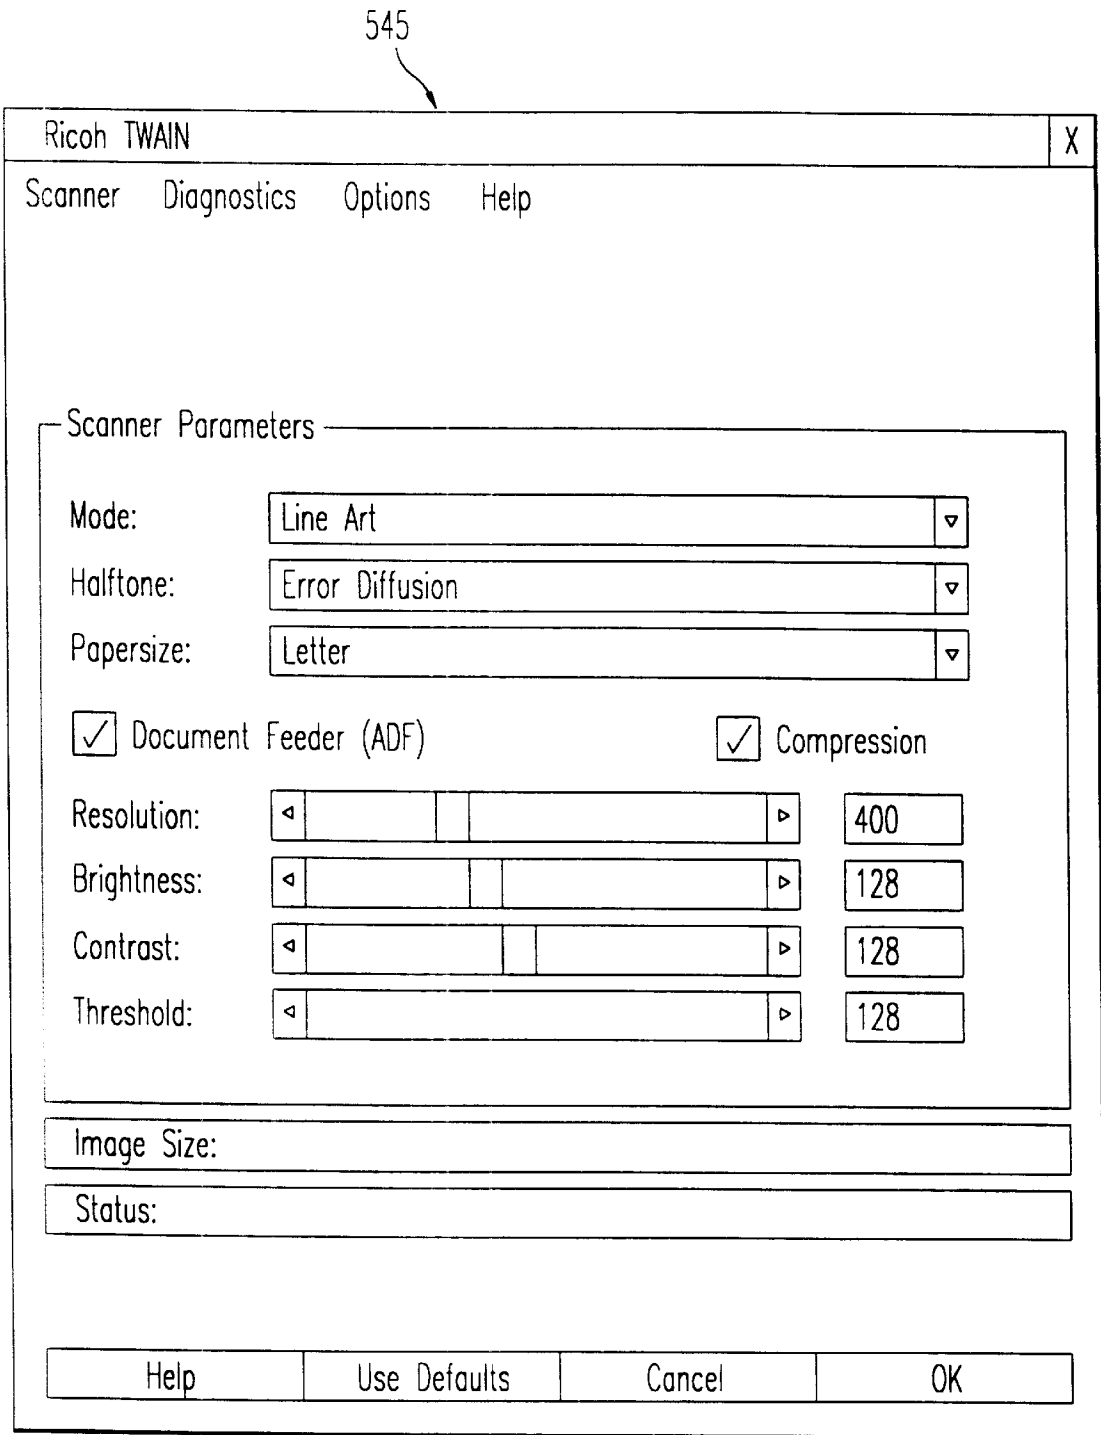 545
Ricoh TWAIN X
Scanner Diagnostics Options Help
Scanner Parameters
Mode: Line Art
Halftone: Error Diffusion
Papersize: Letter
Document Feeder (ADF) Compression
Resolution: 400
Brightness: 128
Contrast: 128
Threshold: 128
Image Size:
Status:
Help Use Defaults Cancel OK